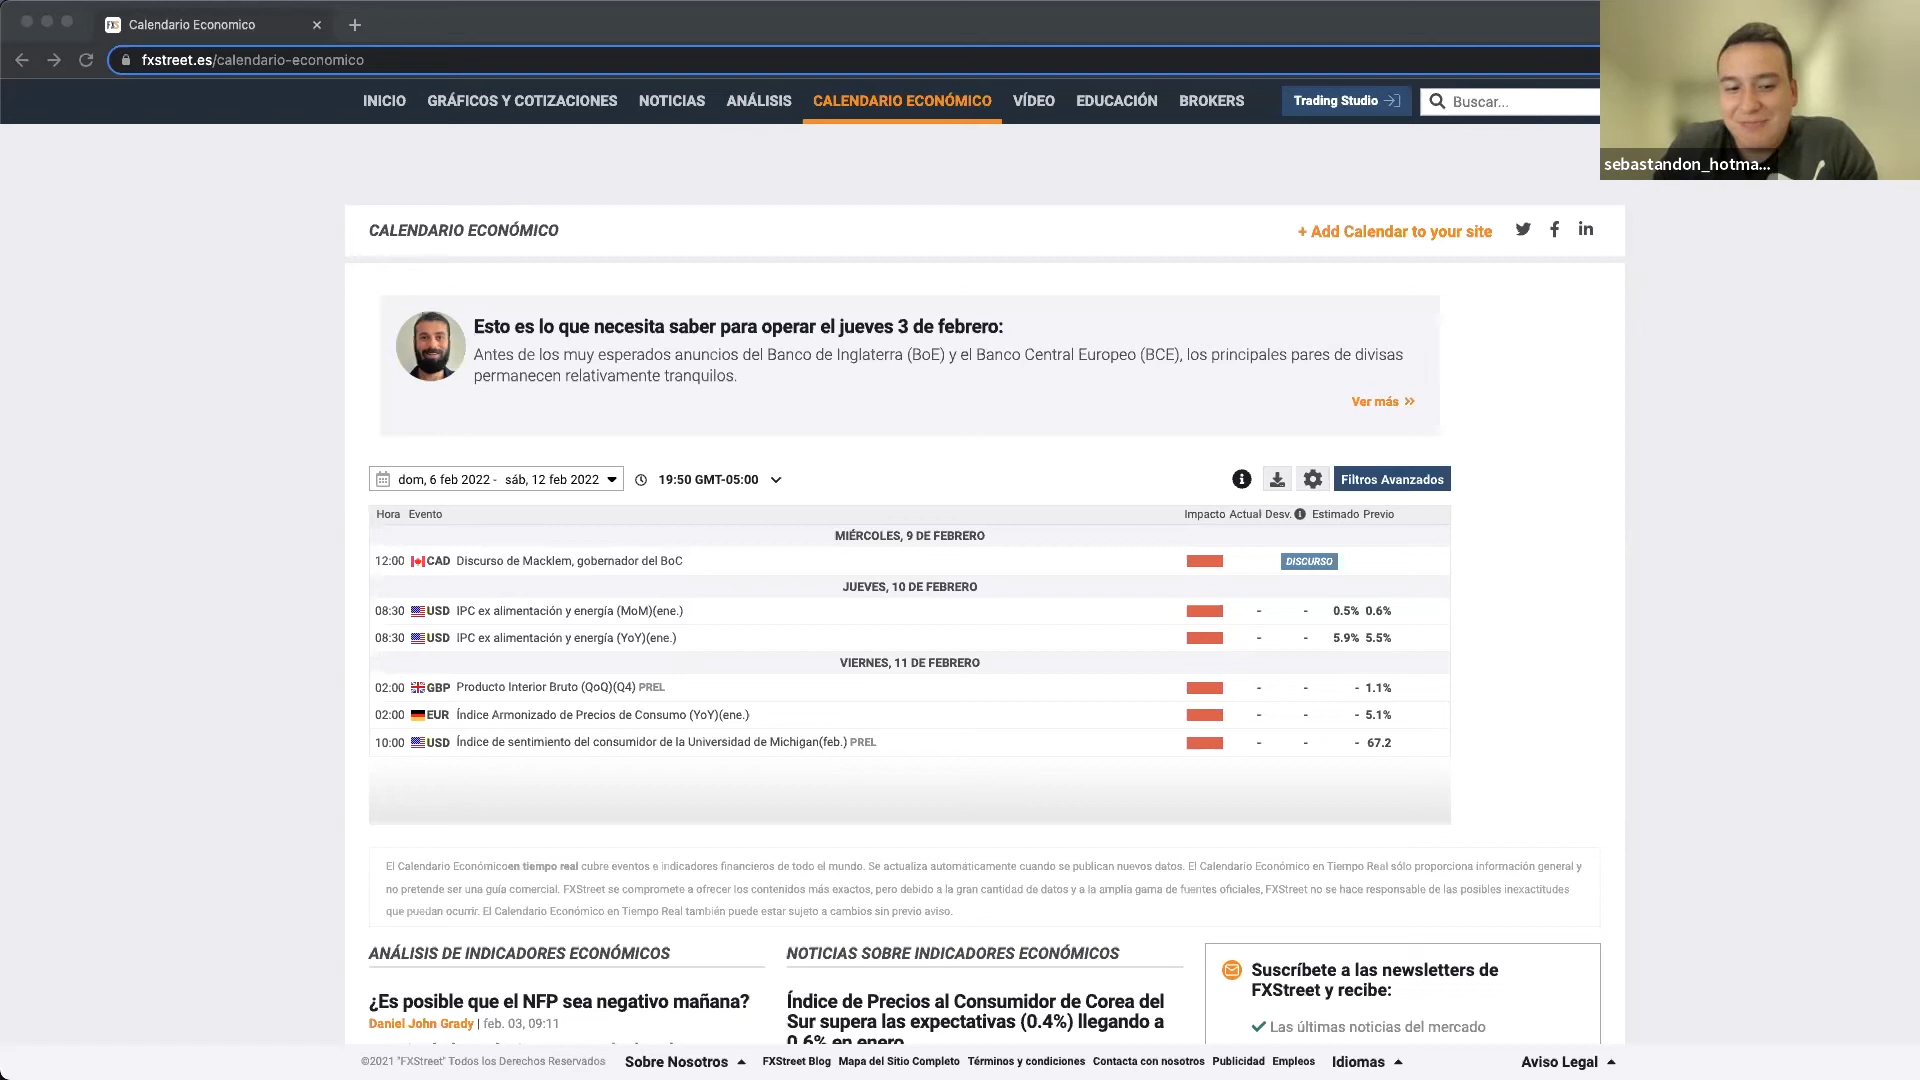 Calendario Economico
fxstreet.es/calendario-economico
INICIO GRÁFICOS Y COTIZACIONES NOTICIAS ANÁLISIS CALENDARIO ECONÓMICO VÍDEO EDUCACIÓN BROKERS Trading Studio Buscar...
sebastandon_hotma...
CALENDARIO ECONÓMICO
+ Add Calendar to your site
Esto es lo que necesita saber para operar el jueves 3 de febrero:
Antes de los muy esperados anuncios del Banco de Inglaterra (BoE) y el Banco Central Europeo (BCE), los principales pares de divisas
permanecen relativamente tranquilos.
Ver más
dom, 6 feb 2022 - sáb, 12 feb 2022 19:50 GMT-05:00 Filtros Avanzados
Hora Evento Impacto Actual Desv. Estimado Previo
MIÉRCOLES, 9 DE FEBRERO
12:00 CAD Discurso de Macklem, gobernador del BoC DISCURSO
JUEVES, 10 DE FEBRERO
08:30 USD IPC ex alimentación y energía (MoM)(ene.) - - 0.5% 0.6%
08:30 USD IPC ex alimentación y energía (YoY)(ene.) - - 5.9% 5.5%
VIERNES, 11 DE FEBRERO
02:00 GBP Producto Interior Bruto (QoQ)(Q4) PREL - - - 1.1%
02:00 EUR Índice Armonizado de Precios de Consumo (YoY)(ene.) - - - 5.1%
10:00 USD Índice de sentimiento del consumidor de la Universidad de Michigan(feb.) PREL - - - 67.2
El Calendario Económicoen tiempo real cubre eventos e indicadores financieros de todo el mundo. Se actualiza automáticamente cuando se publican nuevos datos. El Calendario Económico en Tiempo Real sólo proporciona información general y
no pretende ser una guía comercial. FXStreet se compromete a ofrecer los contenidos más exactos, pero debido a la gran cantidad de datos y a la amplia gama de fuentes oficiales, FXStreet no se hace responsable de las posibles inexactitudes
que puedan ocurrir. El Calendario Económico en Tiempo Real también puede estar sujeto a cambios sin previo aviso.
ANÁLISIS DE INDICADORES ECONÓMICOS
¿Es posible que el NFP sea negativo mañana?
Daniel John Grady | feb. 03, 09:11
NOTICIAS SOBRE INDICADORES ECONÓMICOS
Índice de Precios al Consumidor de Corea del
Sur supera las expectativas (0.4%) llegando a
0.6% en enero
Suscríbete a las newsletters de
FXStreet y recibe:
Las últimas noticias del mercado
©2021 "FXStreet" Todos los Derechos Reservados Sobre Nosotros FXStreet Blog Mapa del Sitio Completo Términos y condiciones Contacta con nosotros Publicidad Empleos Idiomas Aviso Legal